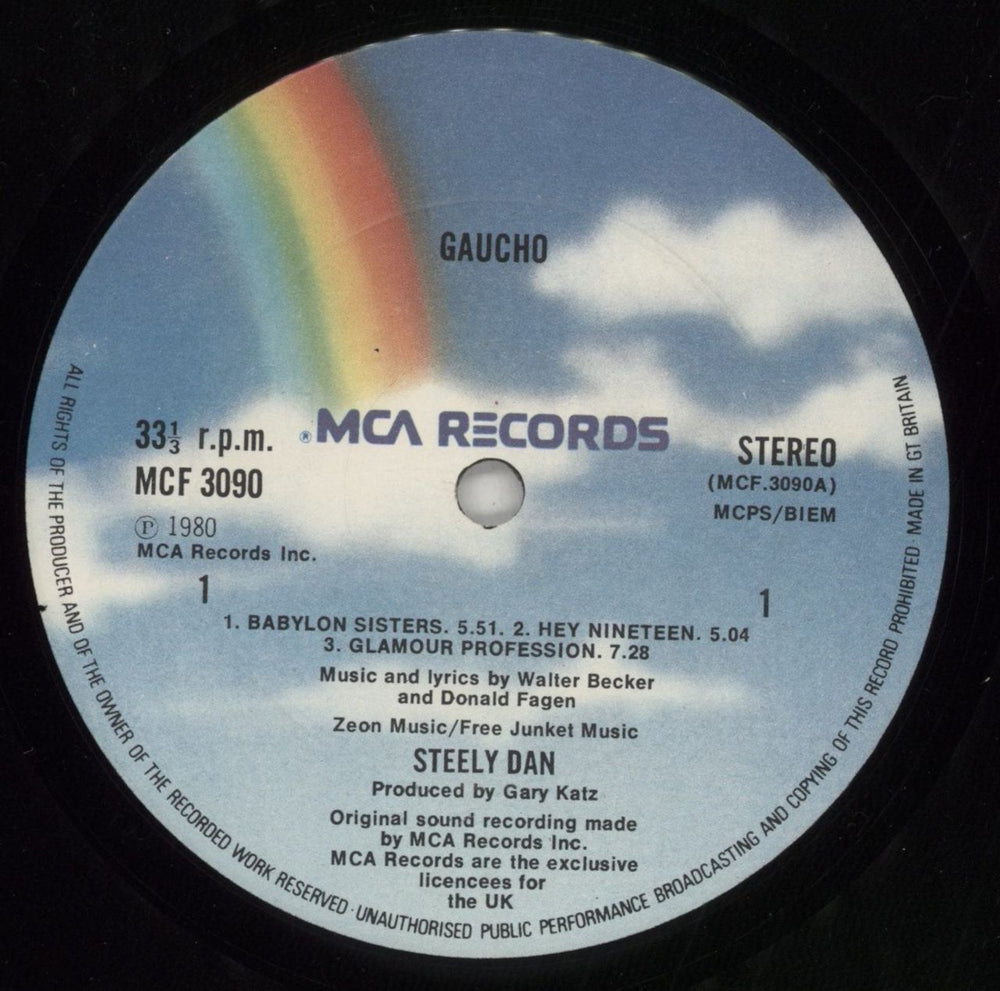 GAUCHO
® MCA RECORDS
33⅓ r.p.m.
MCF 3090
Ⓟ 1980
MCA Records Inc.
STEREO
(MCF.3090A)
MCPS/BIEM
1
1
1. BABYLON SISTERS. 5.51. 2. HEY NINETEEN. 5.04
3. GLAMOUR PROFESSION. 7.28
Music and lyrics by Walter Becker
and Donald Fagen
Zeon Music/Free Junket Music
STEELY DAN
Produced by Gary Katz
Original sound recording made
by MCA Records Inc.
MCA Records are the exclusive
licencees for
the UK
ALL RIGHTS OF THE PRODUCER AND OF THE OWNER OF THE RECORDED WORK RESERVED · UNAUTHORISED PUBLIC PERFORMANCE BROADCASTING AND COPYING OF THIS RECORD PROHIBITED · MADE IN GT BRITAIN